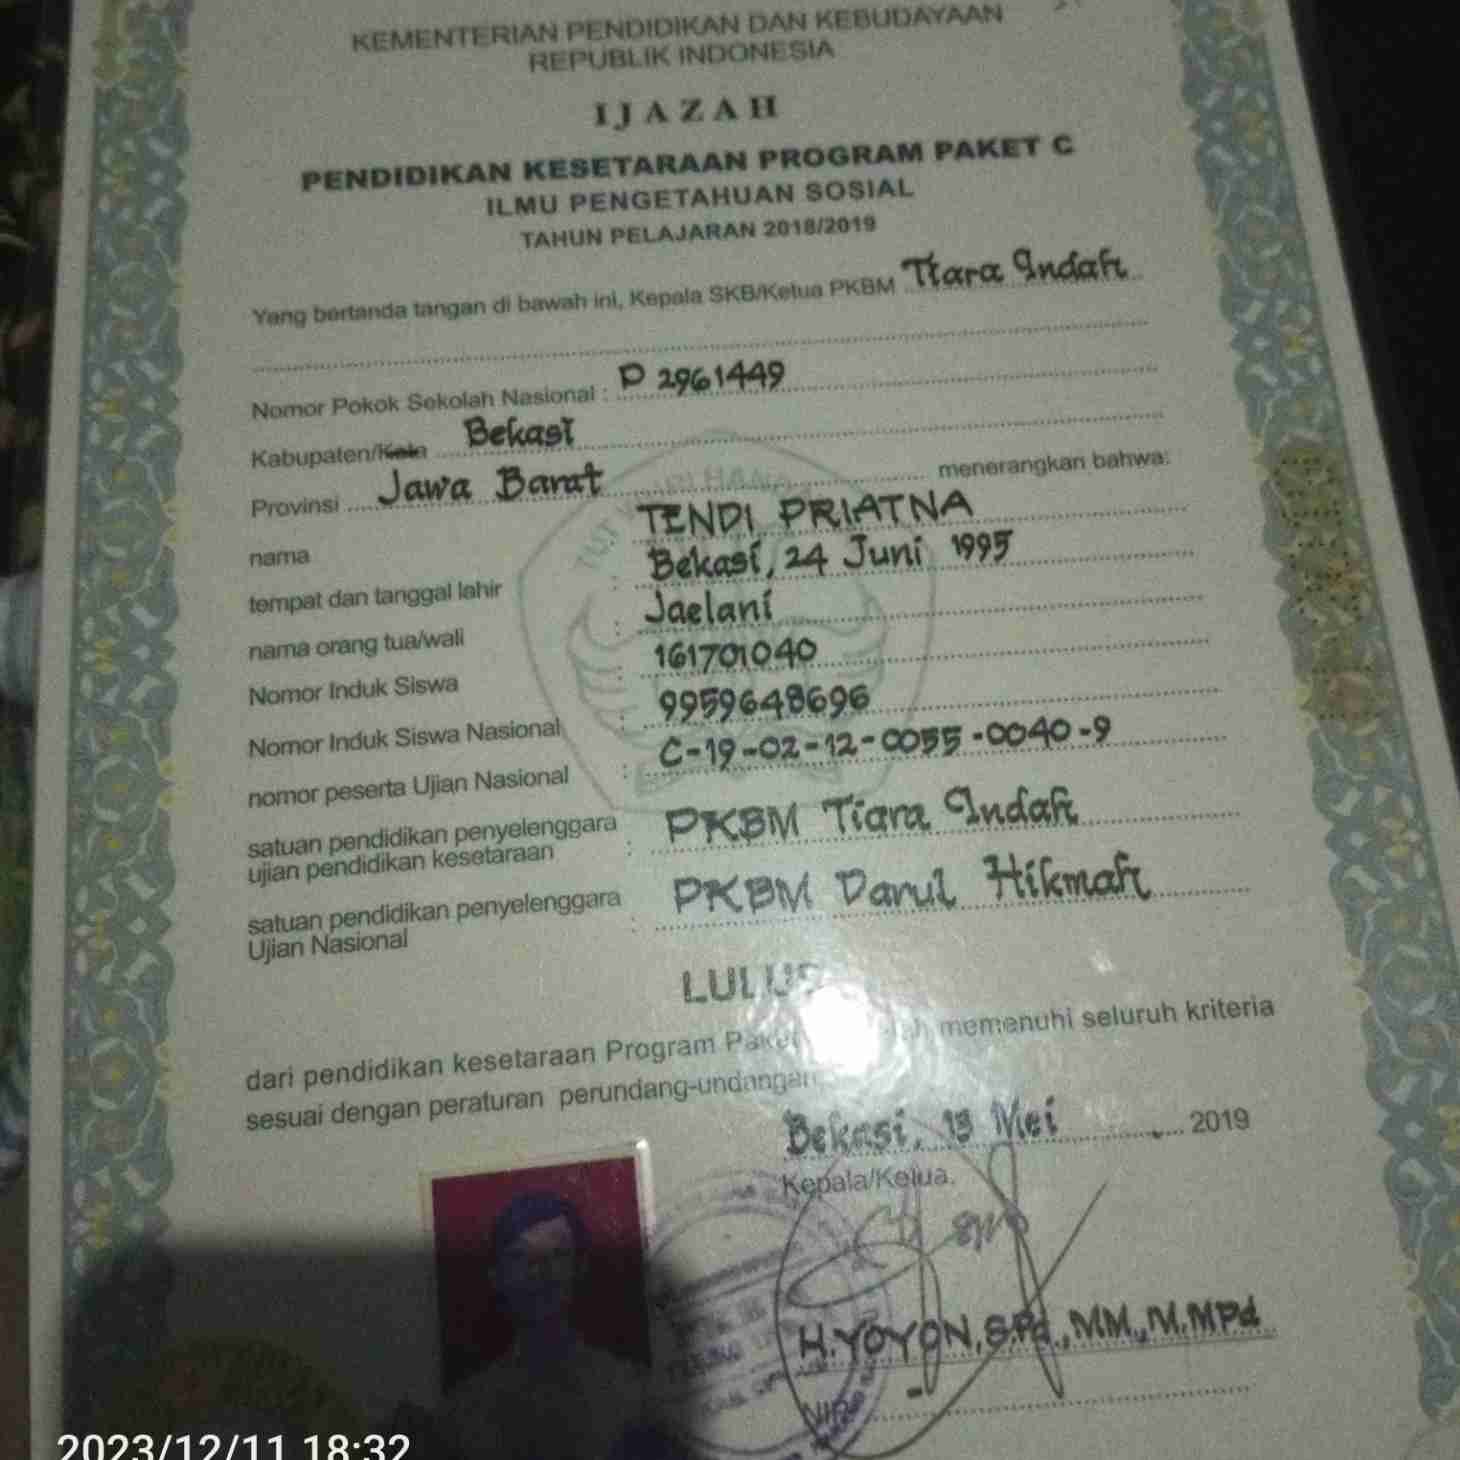 KEMENTERIAN PENDIDIKAN DAN KEBUDAYAAN
REPUBLIK INDONESIA
IJAZAH
PENDIDIKAN KESETARAAN PROGRAM PAKET C
ILMU PENGETAHUAN SOSIAL
TAHUN PELAJARAN 2018/2019
Yang bertanda tangan di bawah ini, Kepala SKB/Ketua PKBM Tiara Indah
Nomor Pokok Sekolah Nasional : P 2961449
Kabupaten/Kota Bekasi
Provinsi Jawa Barat menerangkan bahwa:
nama TENDI PRIATNA
tempat dan tanggal lahir : Bekasi, 24 Juni 1995
nama orang tua/wali : Jaelani
Nomor Induk Siswa : 161701040
Nomor Induk Siswa Nasional : 9959648696
nomor peserta Ujian Nasional : C-19-02-12-0055-0040-9
satuan pendidikan penyelenggara
ujian pendidikan kesetaraan : PKBM Tiara Indah
satuan pendidikan penyelenggara
Ujian Nasional : PKBM Darul Hikmah
LULUS
dari pendidikan kesetaraan Program Paket memenuhi seluruh kriteria
sesuai dengan peraturan perundang-undangan
Bekasi, 13 Mei 2019
Kepala/Ketua.
H. YOYON, S.Pd., MM., M.MPd
NIP. -
2023/12/11 18:32